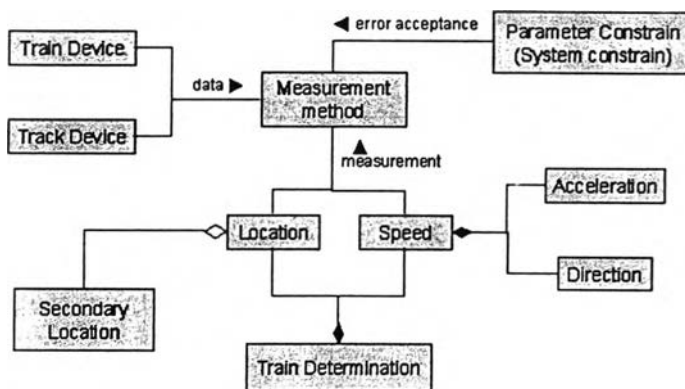 Train Device
error acceptance
Parameter Constrain
(System constrain)
data
Measurement
method
Track Device
measurement
Acceleration
Location
Speed
Direction
Secondary
Location
Train Determination